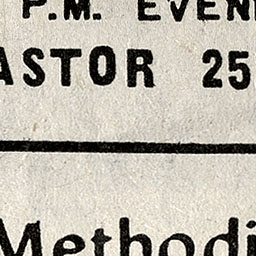 P.M. EVEN
ASTOR 25
Methodi